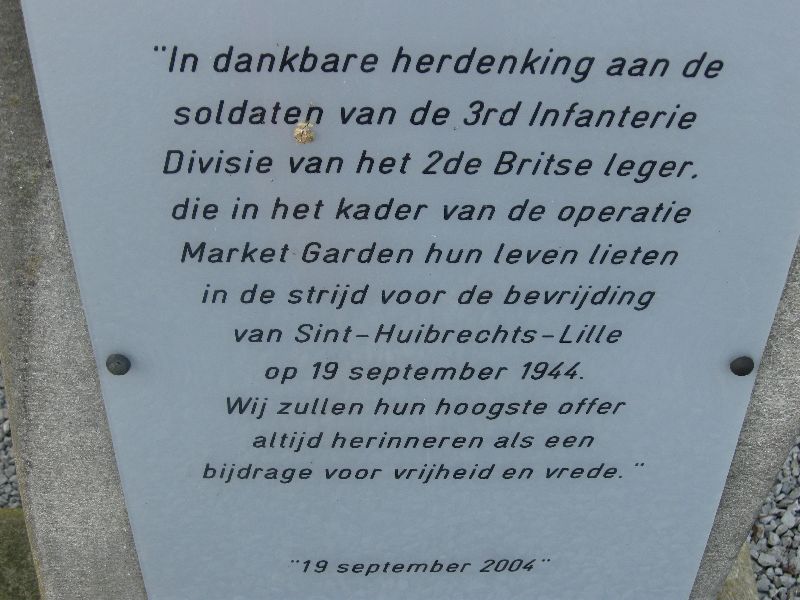 "In dankbare herdenking aan de
soldaten van de 3rd Infanterie
Divisie van het 2de Britse leger.
die in het kader van de operatie
Market Garden hun leven lieten
in de strijd voor de bevrijding
van Sint-Huibrechts-Lille
op 19 september 1944.
Wij zullen hun hoogste offer
altijd herinneren als een
bijdrage voor vrijheid en vrede."
"19 september 2004"